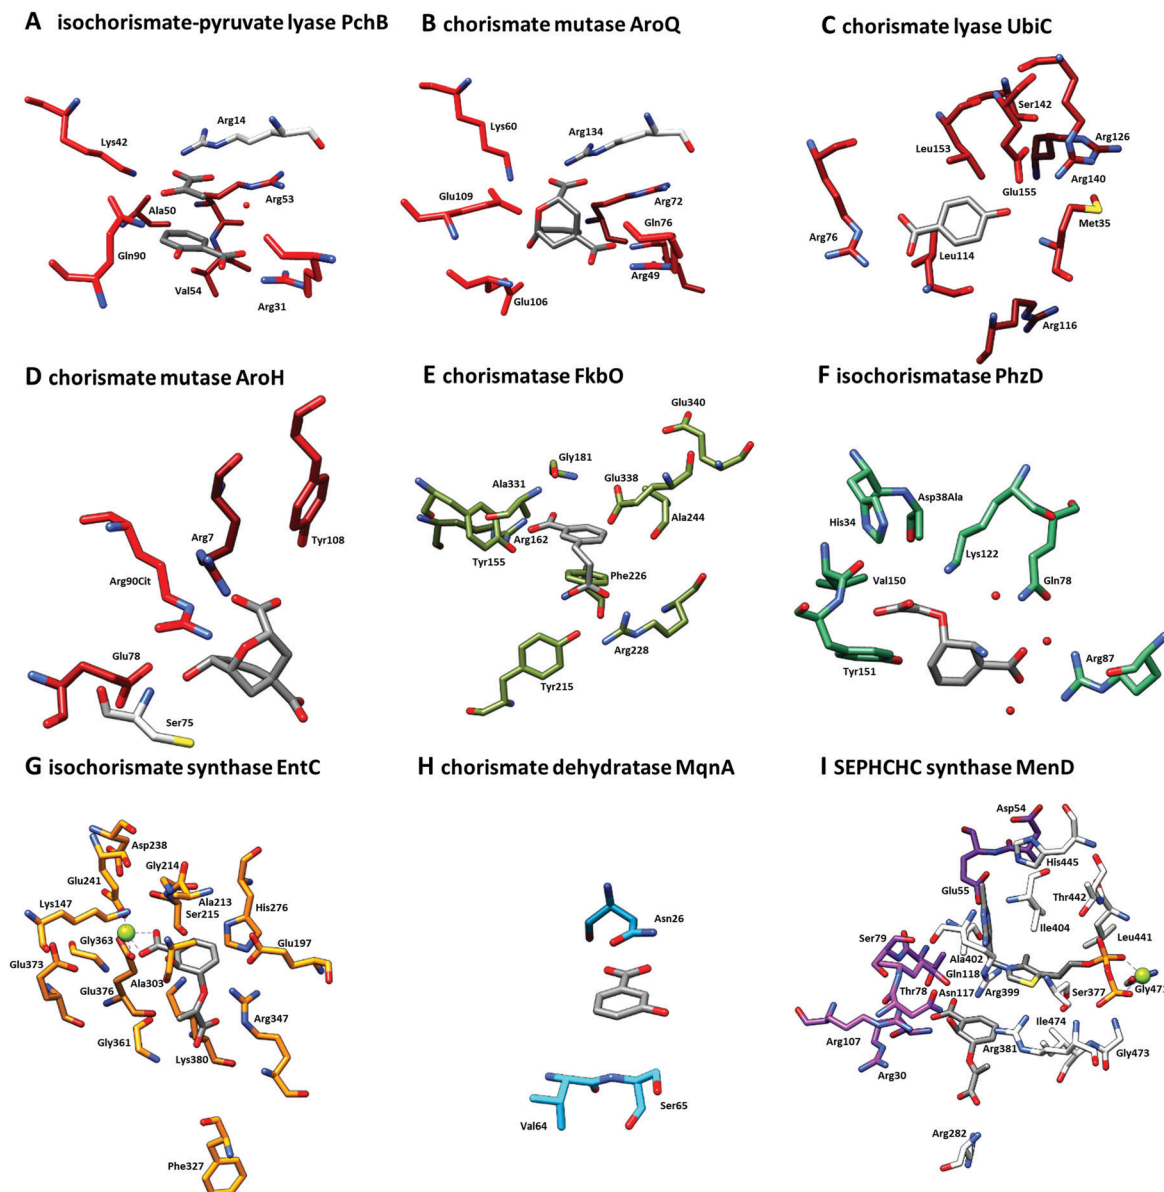 A isochorismate-pyruvate lyase PchB
Lys42
Arg14
Ala50
Arg53
Gln90
Val54
Arg31
B chorismate mutase AroQ
Lys60
Arg134
Glu109
Arg72
Gln76
Arg49
Glu106
C chorismate lyase UbiC
Ser142
Leu153
Arg126
Arg140
Glu155
Arg76
Met35
Leu114
Arg116
D chorismate mutase AroH
Tyr108
Arg7
Arg90Cit
Glu78
Ser75
E chorismatase FkbO
Glu340
Gly181
Ala331
Glu338
Ala244
Arg162
Tyr155
Phe226
Arg228
Tyr215
F isochorismatase PhzD
Asp38Ala
His34
Lys122
Val150
Gln78
Tyr151
Arg87
G isochorismate synthase EntC
Asp238
Gly214
Glu241
Ala213
Lys147
Ser215
His276
Gly363
Glu197
Glu373
Glu376
Ala303
Arg347
Gly361
Lys380
Phe327
H chorismate dehydratase MqnA
Asn26
Ser65
Val64
I SEPHCHC synthase MenD
Asp54
His445
Glu55
Thr442
Ile404
Ser79
Leu441
Ala402
Gln118
Thr78
Arg399
Ser377
Asn117
Ile474
Arg107
Arg381
Gly473
Arg30
Arg282